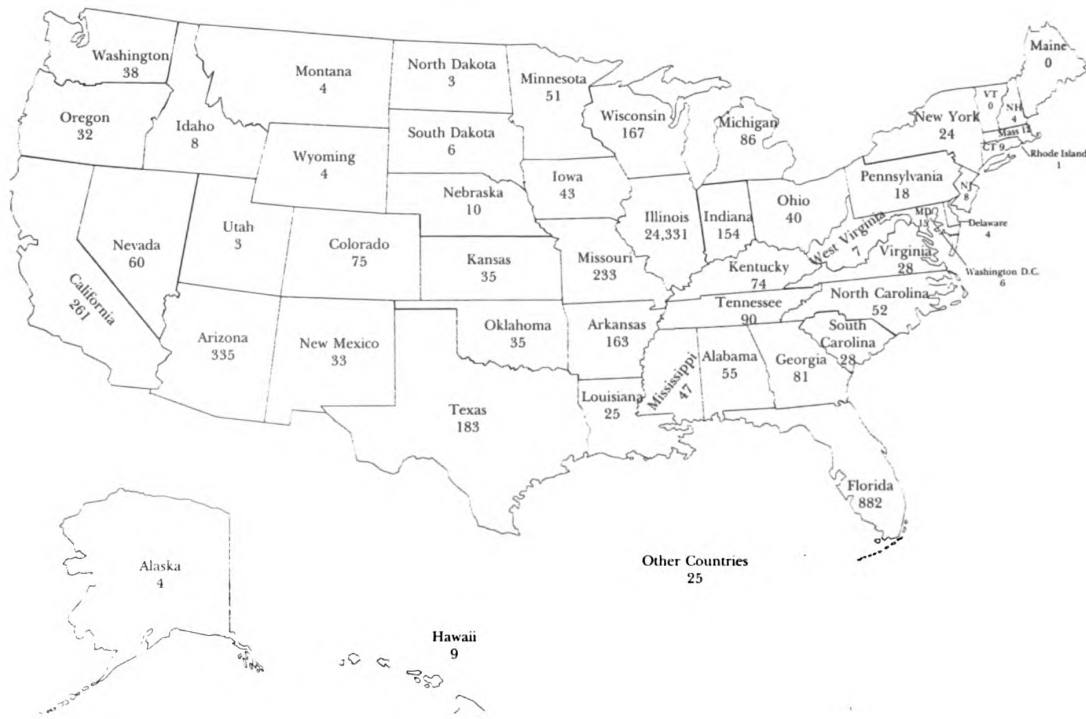 Washington
38
Oregon
32
Idaho
8
Montana
4
North Dakota
3
Minnesota
51
Wisconsin
167
Michigan
86
New York
24
VT
0
NH
4
Maine
0
Mass 12
CT 9
Rhode Island
1
Wyoming
4
South Dakota
6
Nebraska
10
Iowa
43
Illinois
24,331
Indiana
154
Ohio
40
Pennsylvania
18
NJ
8
Delaware
4
MD
13
Washington D.C.
6
West Virginia
7
Virginia
28
California
261
Nevada
60
Utah
3
Colorado
75
Kansas
35
Missouri
233
Kentucky
74
Tennessee
90
North Carolina
52
South
Carolina
28
Arizona
335
New Mexico
33
Oklahoma
35
Arkansas
163
Mississippi
47
Alabama
55
Georgia
81
Texas
183
Louisiana
25
Florida
882
Alaska
4
Hawaii
9
Other Countries
25